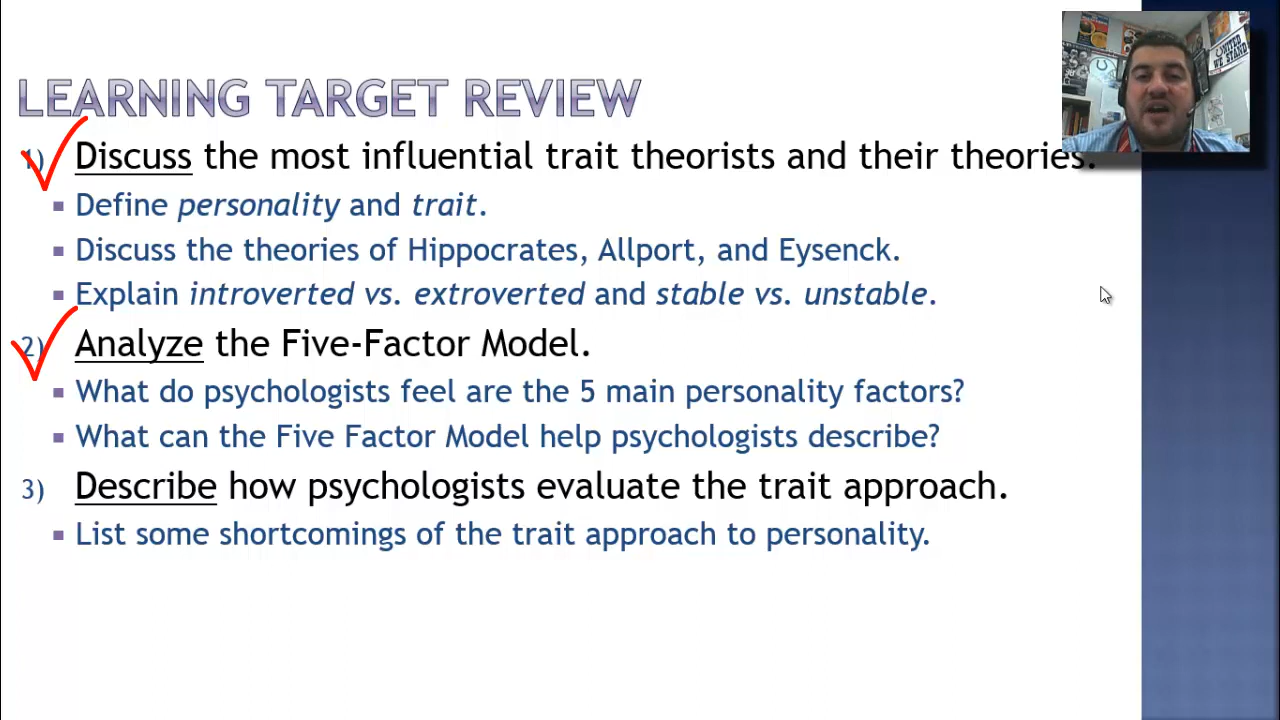 LEARNING TARGET REVIEW
1) Discuss the most influential trait theorists and their theories.
▪ Define personality and trait.
▪ Discuss the theories of Hippocrates, Allport, and Eysenck.
▪ Explain introverted vs. extroverted and stable vs. unstable.
2) Analyze the Five-Factor Model.
▪ What do psychologists feel are the 5 main personality factors?
▪ What can the Five Factor Model help psychologists describe?
3) Describe how psychologists evaluate the trait approach.
▪ List some shortcomings of the trait approach to personality.
UNITED
WE STAND